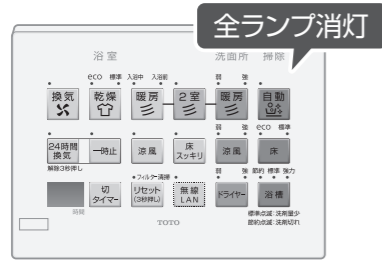 全ランプ消灯
浴室 洗面所 掃除
eco 標準 入浴中 入浴前 弱 強
換気 乾燥 暖房 2室 暖房 自動
弱 強 eco 標準
24時間換気 一時止 涼風 床スッキリ 涼風 床
解除3秒押し ●フィルター清掃 弱 強 節約 標準 強力
切タイマー リセット(3秒押し) 無線LAN ドライヤー 浴槽
時間 標準点滅:洗剤量少
TOTO 節約点滅:洗剤切れ